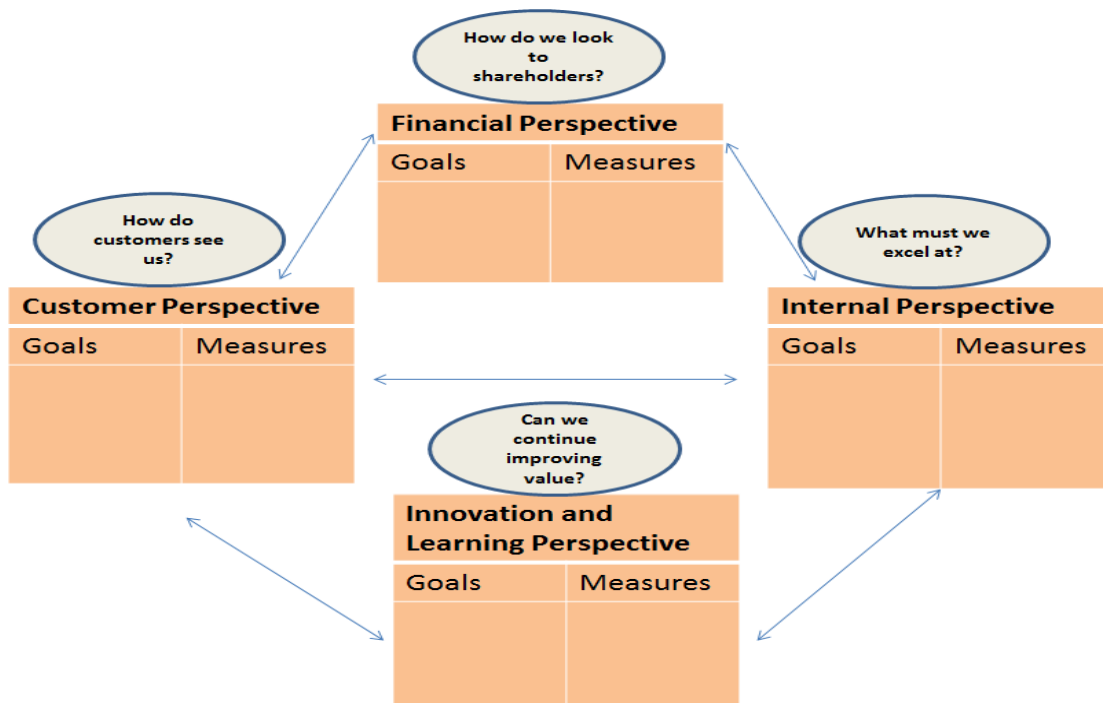 How do we look
to
shareholders?
Financial Perspective
Goals
Measures
How do
customers see
us?
Customer Perspective
Goals
Measures
What must we
excel at?
Internal Perspective
Goals
Measures
Can we
continue
improving
value?
Innovation and
Learning Perspective
Goals
Measures